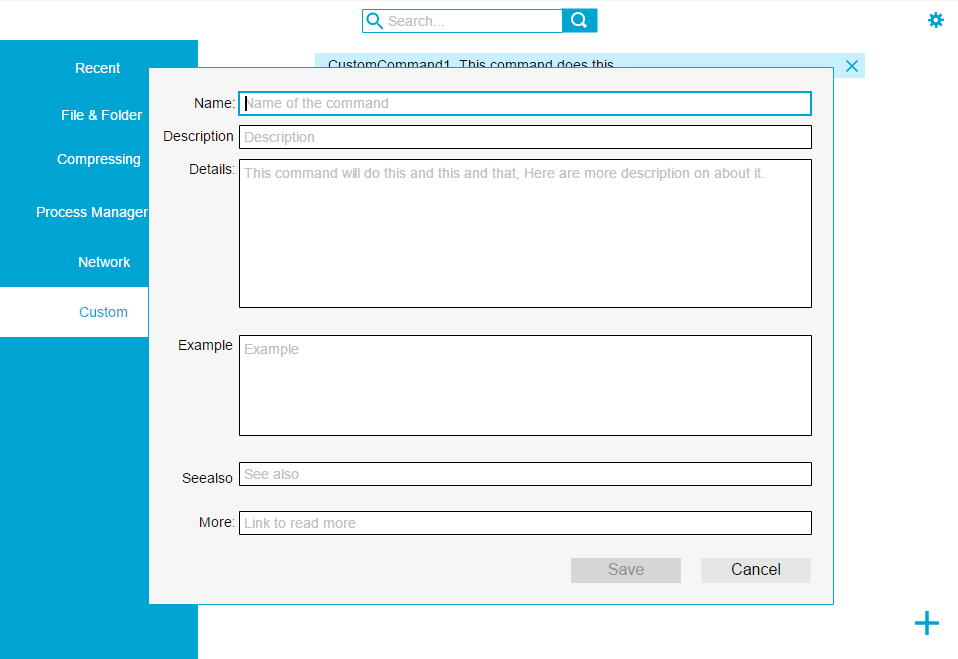 Search...
Recent
CustomCommand1, This command does this
File & Folder
Compressing
Process Manager
Network
Custom
Name: Name of the command
Description Description
Details: This command will do this and this and that, Here are more description on about it.
Example Example
Seealso See also
More: Link to read more
Save Cancel